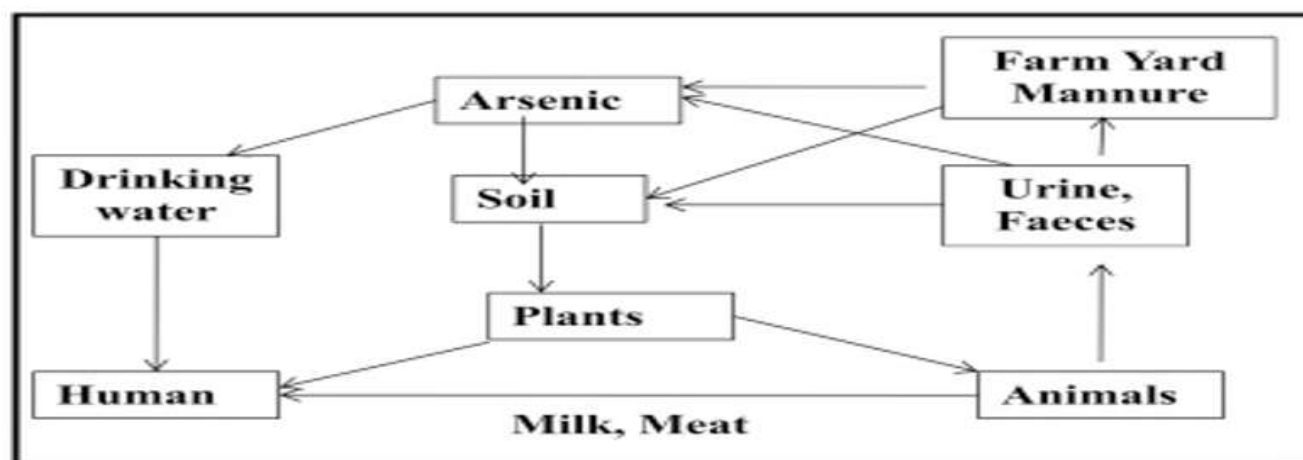 Farm Yard
Mannure
Arsenic
Drinking
water
Soil
Urine,
Faeces
Plants
Human
Animals
Milk, Meat